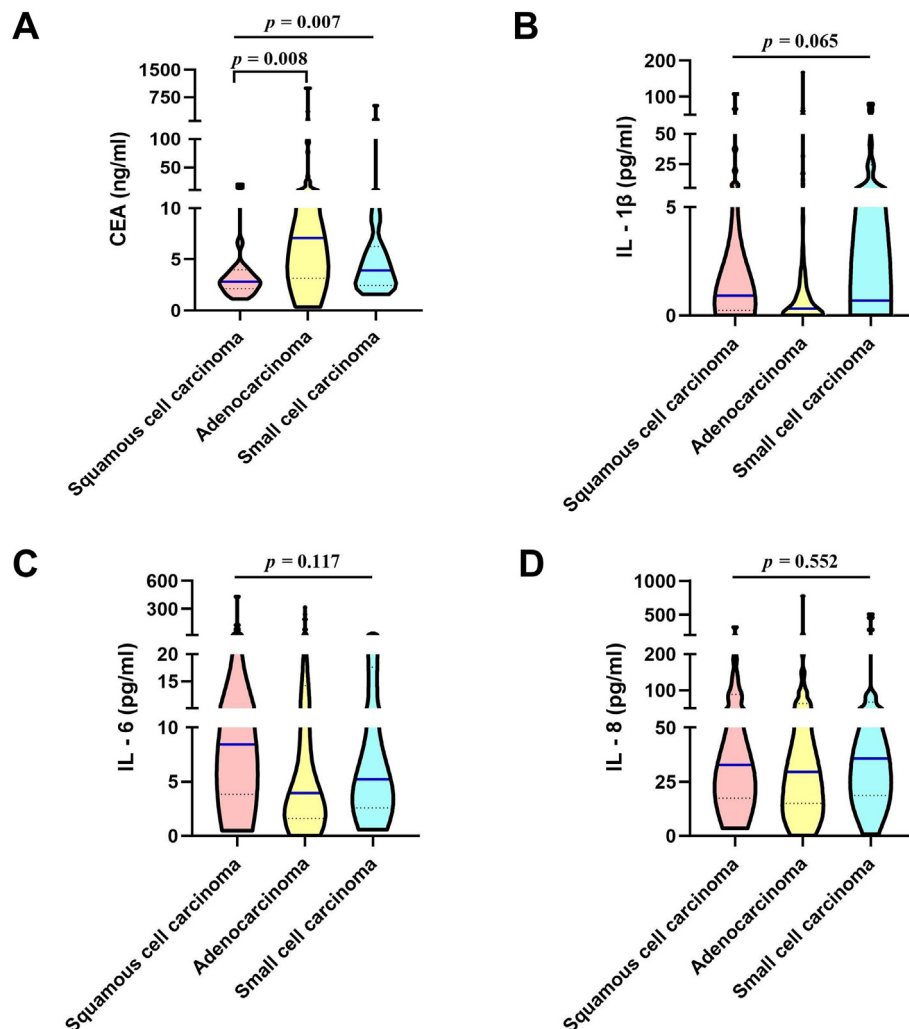 A
p = 0.007
p = 0.008
1500
750
100
50
10
5
0
CEA (ng/ml)
Squamous cell carcinoma
Adenocarcinoma
Small cell carcinoma
B
p = 0.065
200
100
50
25
5
0
IL - 1β (pg/ml)
Squamous cell carcinoma
Adenocarcinoma
Small cell carcinoma
C
p = 0.117
600
300
20
15
10
5
0
IL - 6 (pg/ml)
Squamous cell carcinoma
Adenocarcinoma
Small cell carcinoma
D
p = 0.552
1000
500
200
100
50
25
0
IL - 8 (pg/ml)
Squamous cell carcinoma
Adenocarcinoma
Small cell carcinoma